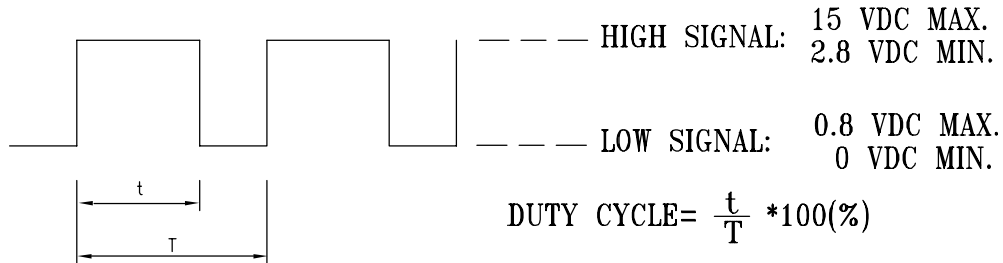 HIGH SIGNAL: 15 VDC MAX.
2.8 VDC MIN.
LOW SIGNAL: 0.8 VDC MAX.
0 VDC MIN.
t
T
DUTY CYCLE= t/T *100(%)